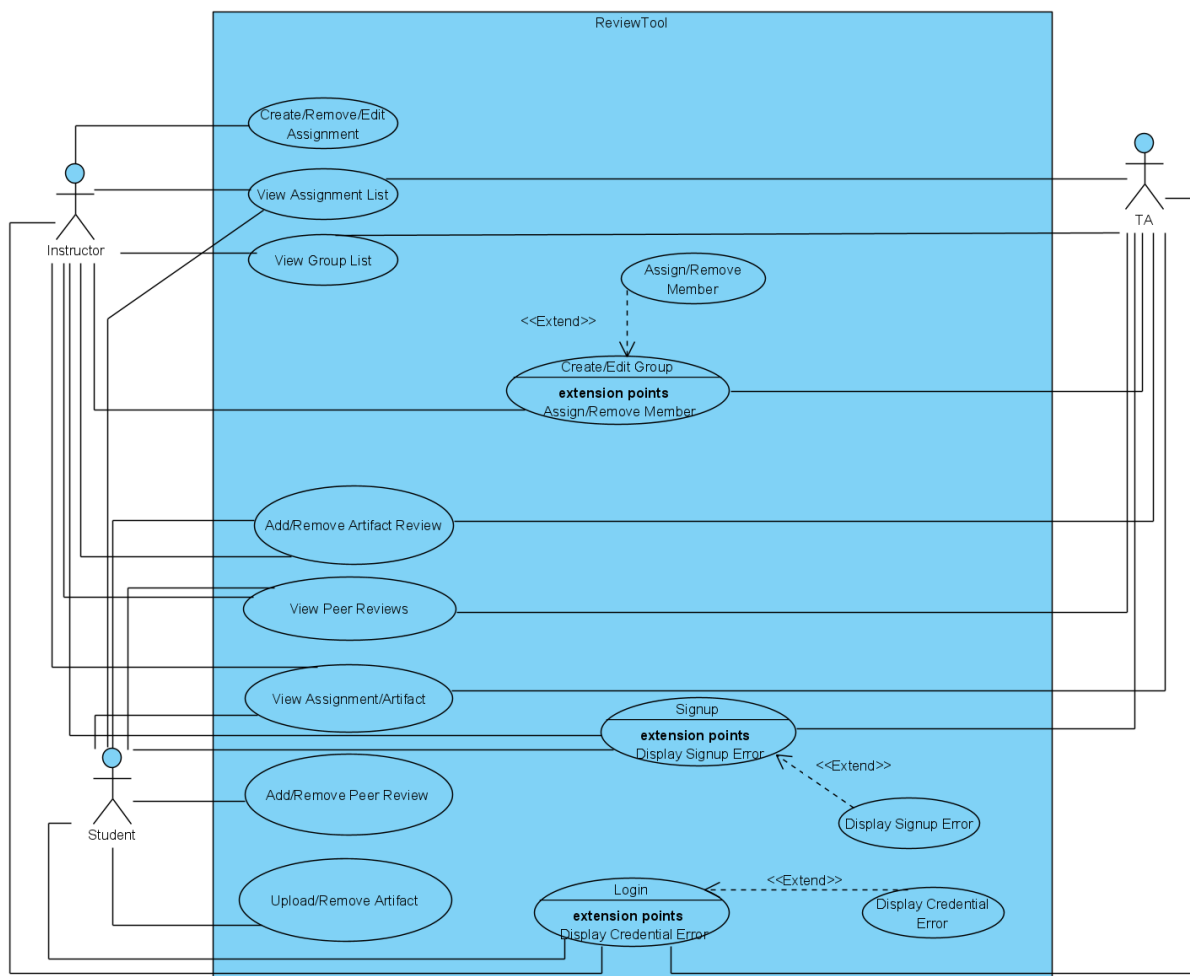 ReviewTool
Create/Remove/Edit
Assignment
View Assignment List
TA
Instructor
View Group List
Assign/Remove
Member
<<Extend>>
Create/Edit Group
extension points
Assign/Remove Member
Add/Remove Artifact Review
View Peer Reviews
View Assignment/Artifact
Signup
extension points
Display Signup Error
<<Extend>>
Add/Remove Peer Review
Display Signup Error
Student
<<Extend>>
Upload/Remove Artifact
Login
extension points
Display Credential Error
Display Credential
Error